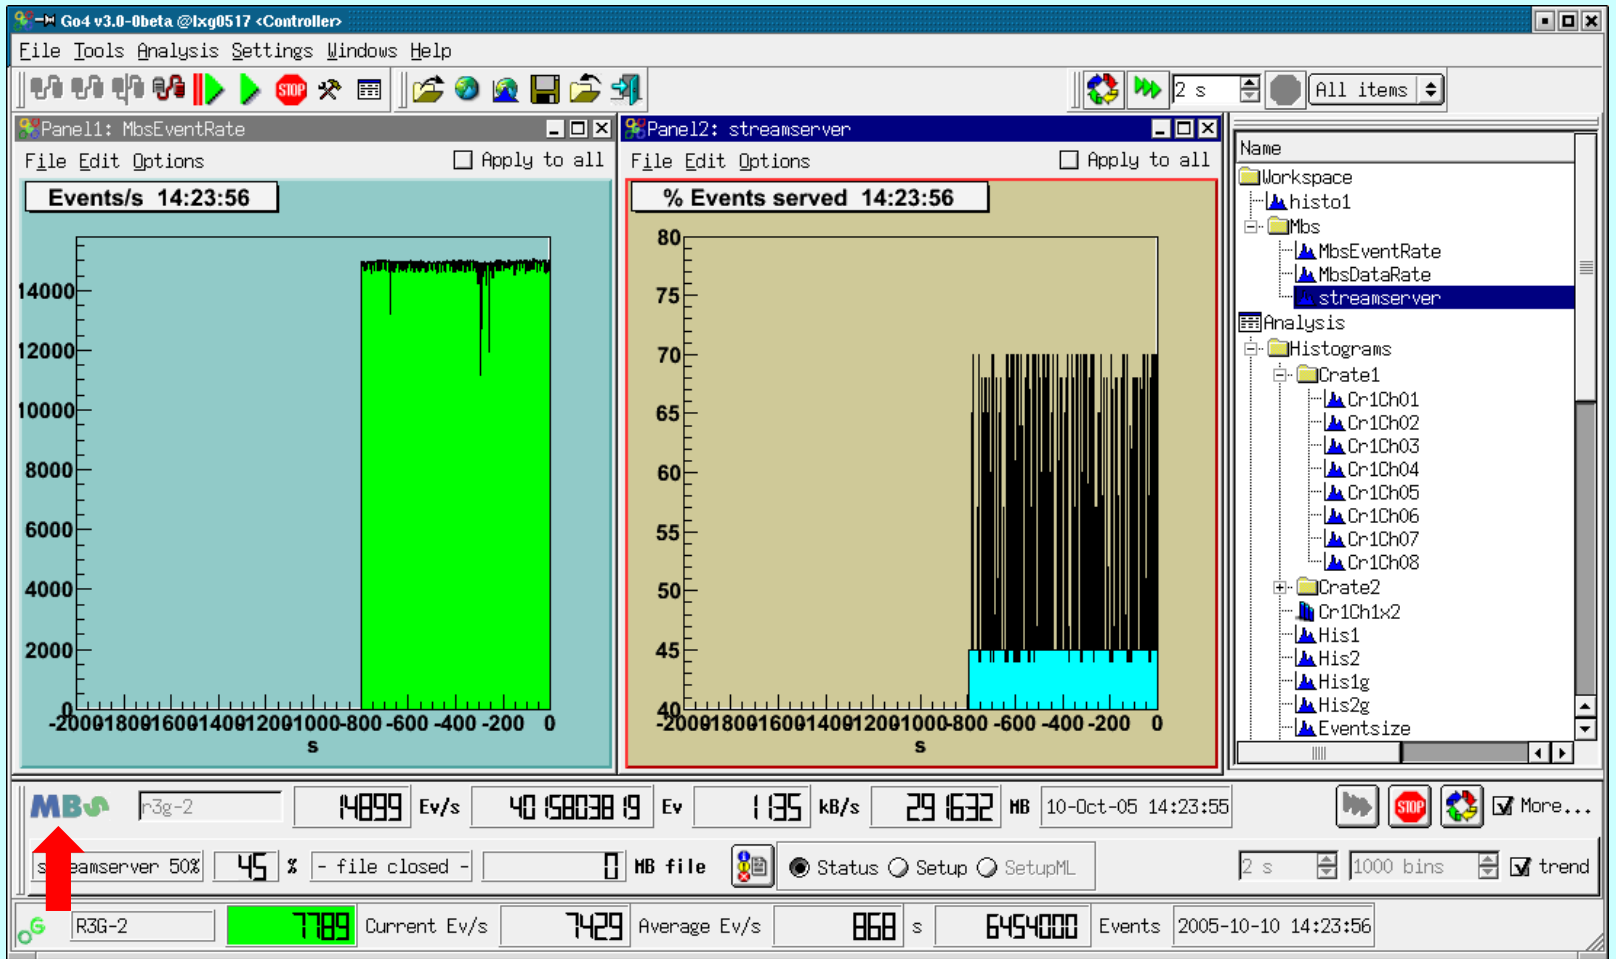 Go4 v3.0-0beta @lxg0517 <Controller>
File Tools Analysis Settings Windows Help
STOP 2 s All items
Panel1: MbsEventRate
File Edit Options Apply to all
Events/s 14:23:56
14000
12000
10000
8000
6000
4000
2000
0
-2000 -1800 -1600 -1400 -1200 -1000 -800 -600 -400 -200 0
s
Panel2: streamserver
File Edit Options Apply to all
% Events served 14:23:56
80
75
70
65
60
55
50
45
40
-2000 -1800 -1600 -1400 -1200 -1000 -800 -600 -400 -200 0
s
Name
Workspace
histo1
Mbs
MbsEventRate
MbsDataRate
streamserver
Analysis
Histograms
Crate1
Cr1Ch01
Cr1Ch02
Cr1Ch03
Cr1Ch04
Cr1Ch05
Cr1Ch06
Cr1Ch07
Cr1Ch08
Crate2
Cr1Ch1x2
His1
His2
His1g
His2g
Eventsize
MBS r3g-2 14899 Ev/s 4015803819 Ev 1135 kB/s 291632 MB 10-Oct-05 14:23:55 STOP More...
45 % - file closed - 0 MB file Status Setup SetupML 2 s 1000 bins trend
G R3G-2 7789 Current Ev/s 7429 Average Ev/s 868 s 6454000 Events 2005-10-10 14:23:56